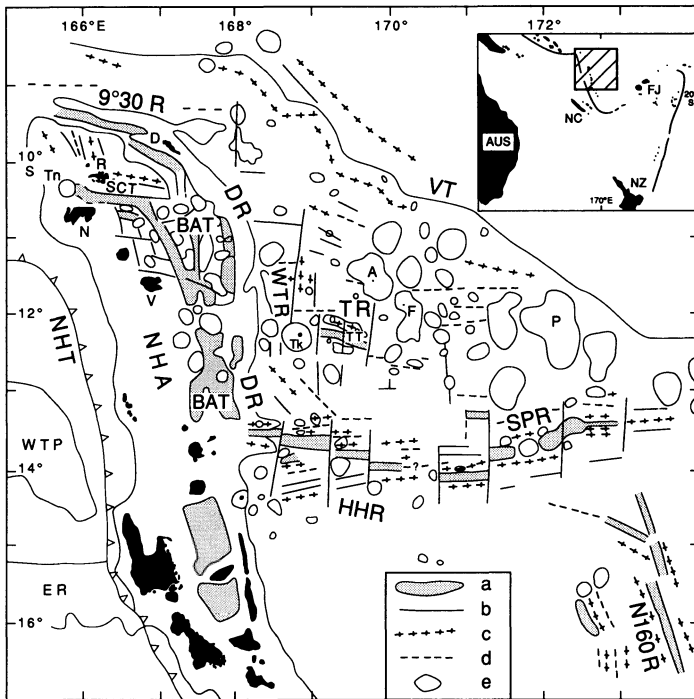 166°E 168° 170° 172°
AUS
NC
FJ
NZ
20°
S
170°E
9°30 R
10°
S
Tn
D
R
SCT
N
V
BAT
DR
VT
WTR
A
TR
F
P
Tk
TT
12°
NHT
NHA
BAT
DR
WTP
14°
SPR
?
HHR
ER
16°
N160R
a
b
c
d
e